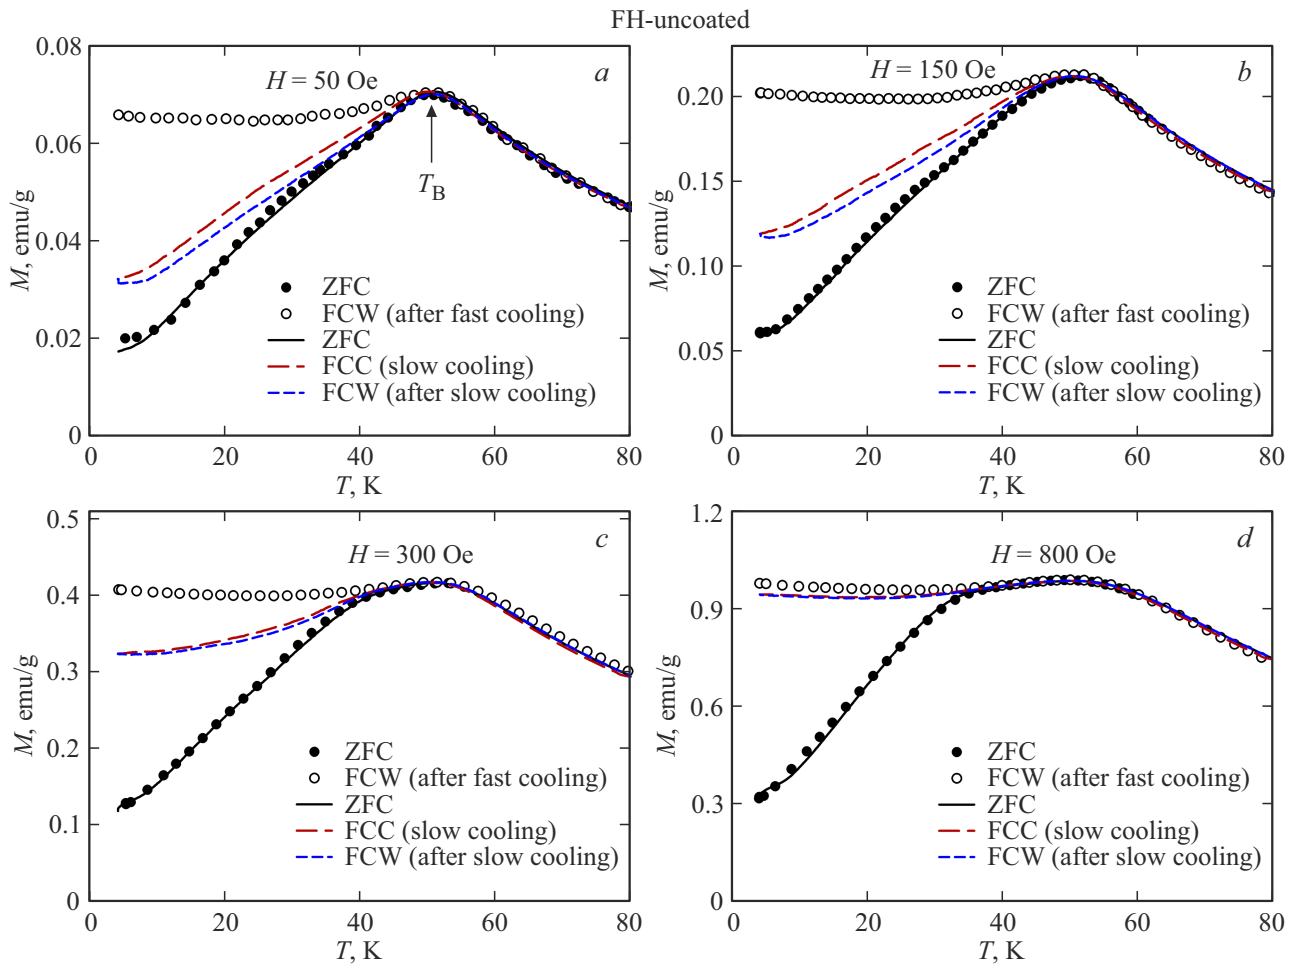 FH-uncoated
0.08
0.06
0.04
0.02
0
M, emu/g
H = 50 Oe
a
T_B
ZFC
FCW (after fast cooling)
ZFC
FCC (slow cooling)
FCW (after slow cooling)
0 20 40 60 80
T, K
0.20
0.15
0.10
0.05
0
M, emu/g
H = 150 Oe
b
ZFC
FCW (after fast cooling)
ZFC
FCC (slow cooling)
FCW (after slow cooling)
0 20 40 60 80
T, K
0.5
0.4
0.3
0.2
0.1
0
M, emu/g
H = 300 Oe
c
ZFC
FCW (after fast cooling)
ZFC
FCC (slow cooling)
FCW (after slow cooling)
0 20 40 60 80
T, K
1.2
0.9
0.6
0.3
0
M, emu/g
H = 800 Oe
d
ZFC
FCW (after fast cooling)
ZFC
FCC (slow cooling)
FCW (after slow cooling)
0 20 40 60 80
T, K